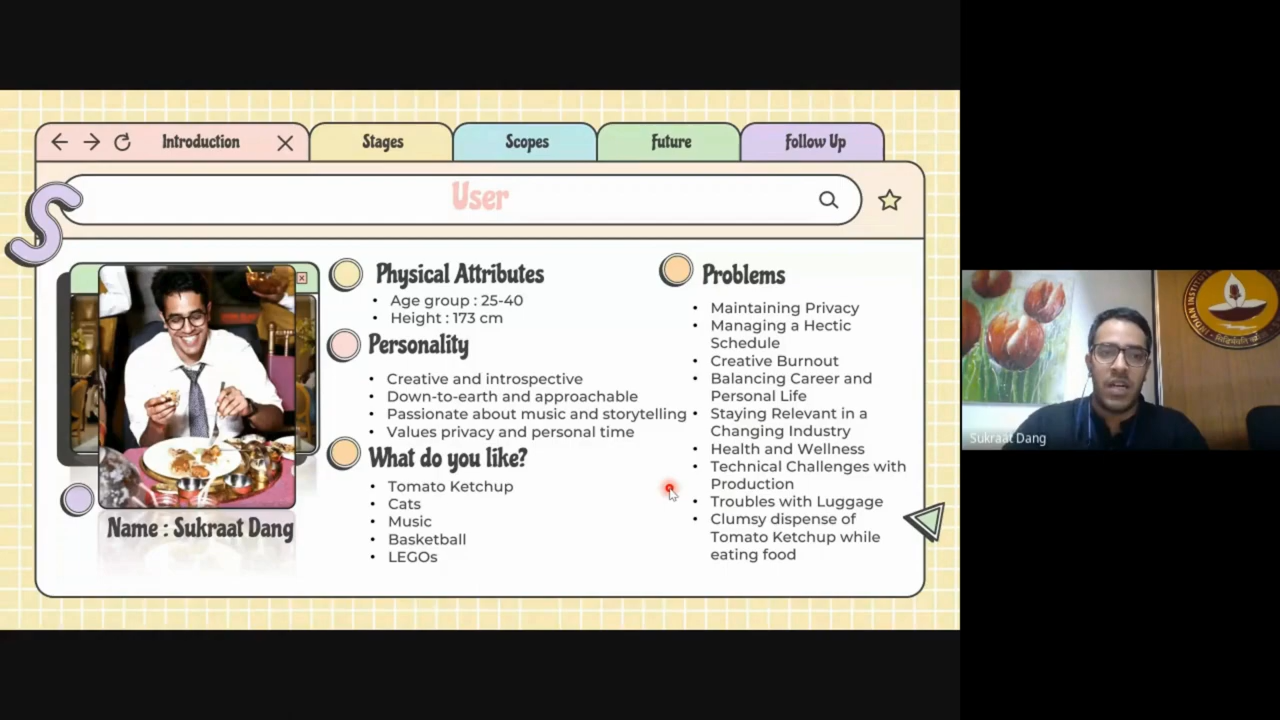 Introduction
Stages
Scopes
Future
Follow Up
User
S
Name : Sukraat Dang
Physical Attributes
• Age group : 25-40
• Height : 173 cm
Personality
• Creative and introspective
• Down-to-earth and approachable
• Passionate about music and storytelling
• Values privacy and personal time
What do you like?
• Tomato Ketchup
• Cats
• Music
• Basketball
• LEGOs
Problems
• Maintaining Privacy
• Managing a Hectic
Schedule
• Creative Burnout
• Balancing Career and
Personal Life
• Staying Relevant in a
Changing Industry
• Health and Wellness
• Technical Challenges with
Production
• Troubles with Luggage
• Clumsy dispense of
Tomato Ketchup while
eating food
Sukraat Dang
INDIAN